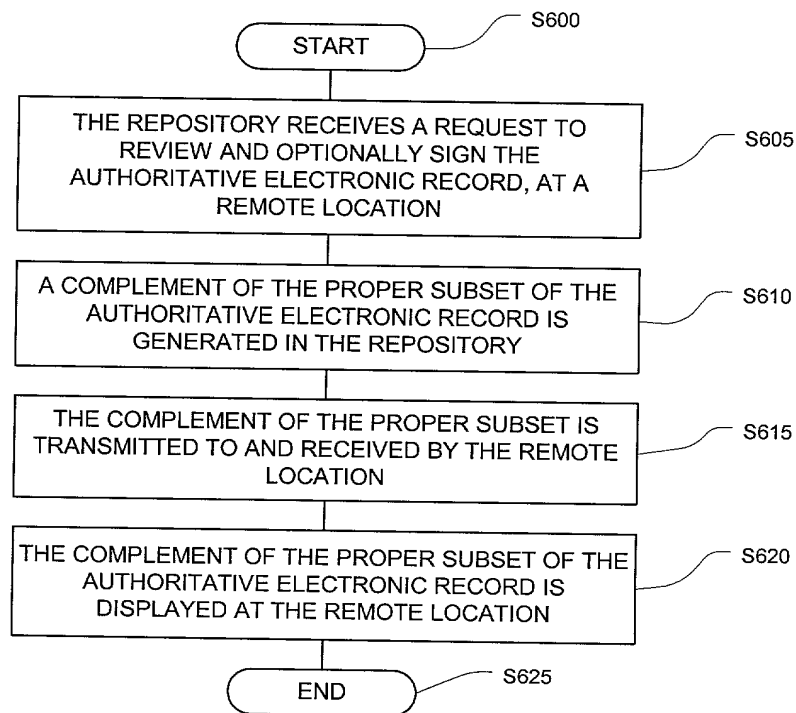 S600
START
THE REPOSITORY RECEIVES A REQUEST TO
REVIEW AND OPTIONALLY SIGN THE
AUTHORITATIVE ELECTRONIC RECORD, AT A
REMOTE LOCATION
S605
A COMPLEMENT OF THE PROPER SUBSET OF THE
AUTHORITATIVE ELECTRONIC RECORD IS
GENERATED IN THE REPOSITORY
S610
THE COMPLEMENT OF THE PROPER SUBSET IS
TRANSMITTED TO AND RECEIVED BY THE REMOTE
LOCATION
S615
THE COMPLEMENT OF THE PROPER SUBSET OF THE
AUTHORITATIVE ELECTRONIC RECORD IS
DISPLAYED AT THE REMOTE LOCATION
S620
END
S625